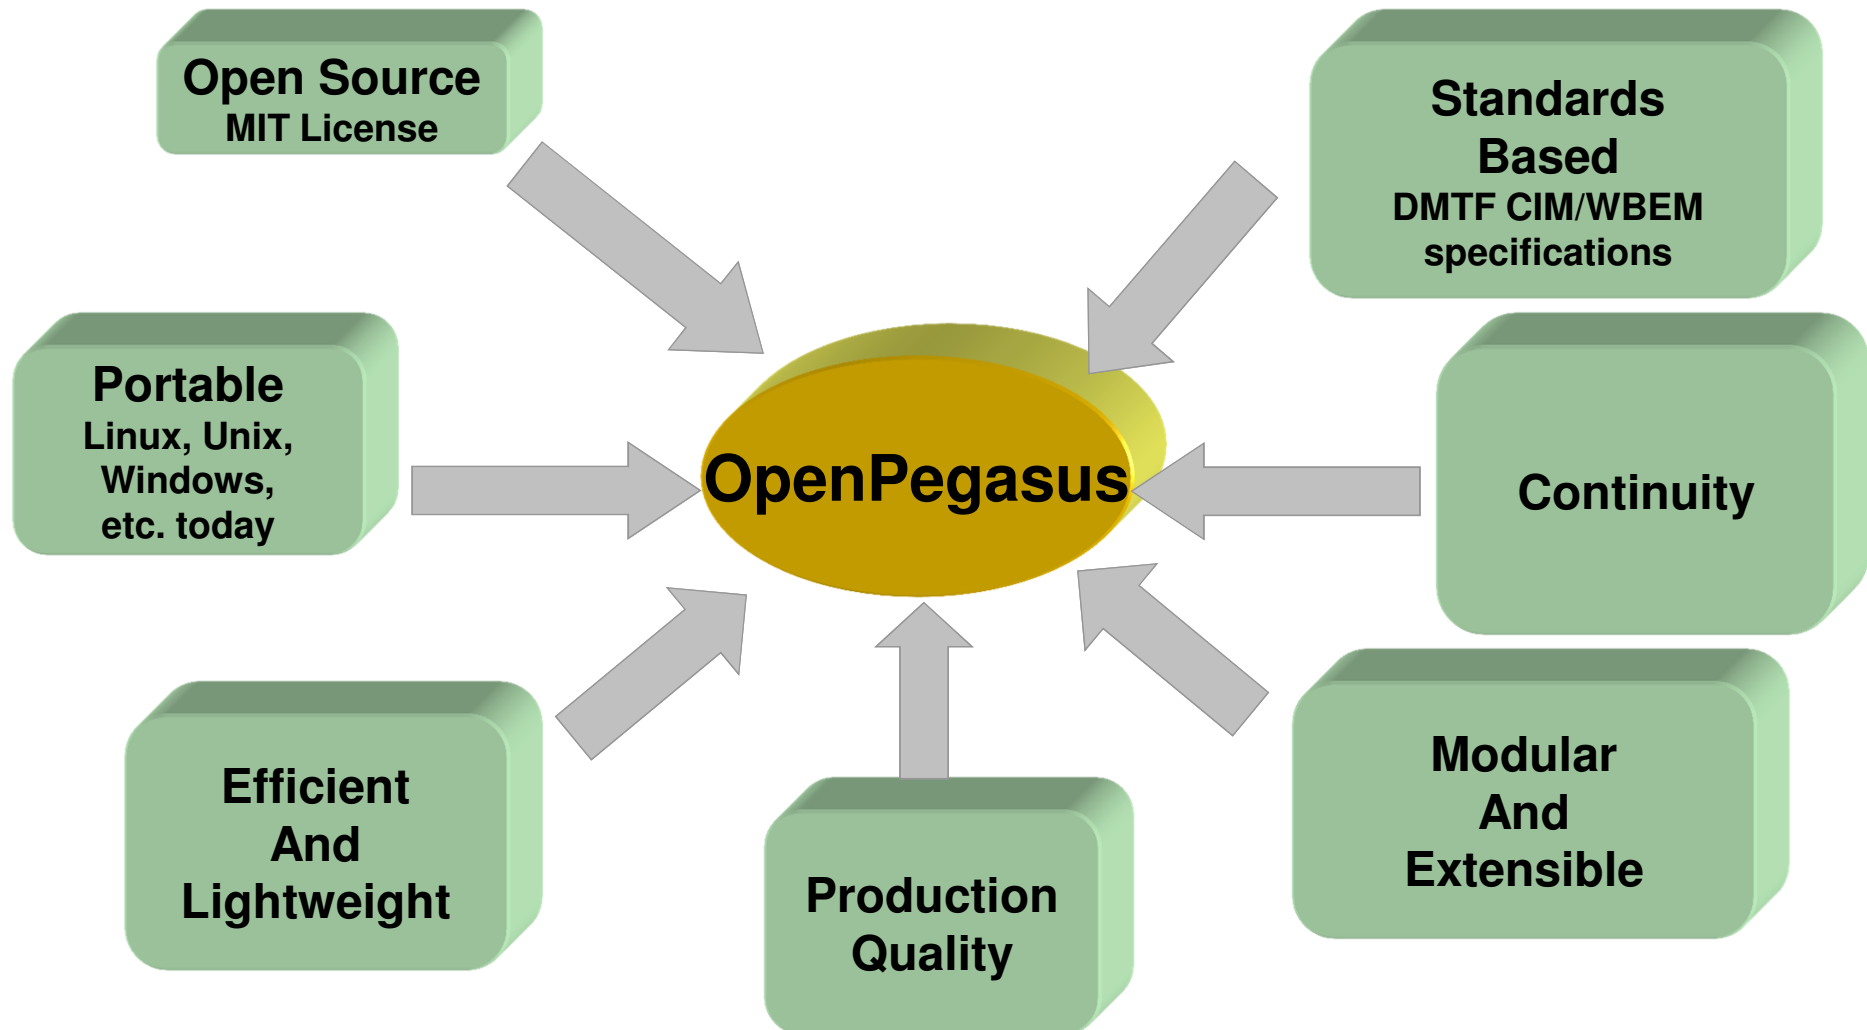 Open Source
MIT License
Standards
Based
DMTF CIM/WBEM
specifications
Portable
Linux, Unix,
Windows,
etc. today
OpenPegasus
Continuity
Efficient
And
Lightweight
Production
Quality
Modular
And
Extensible